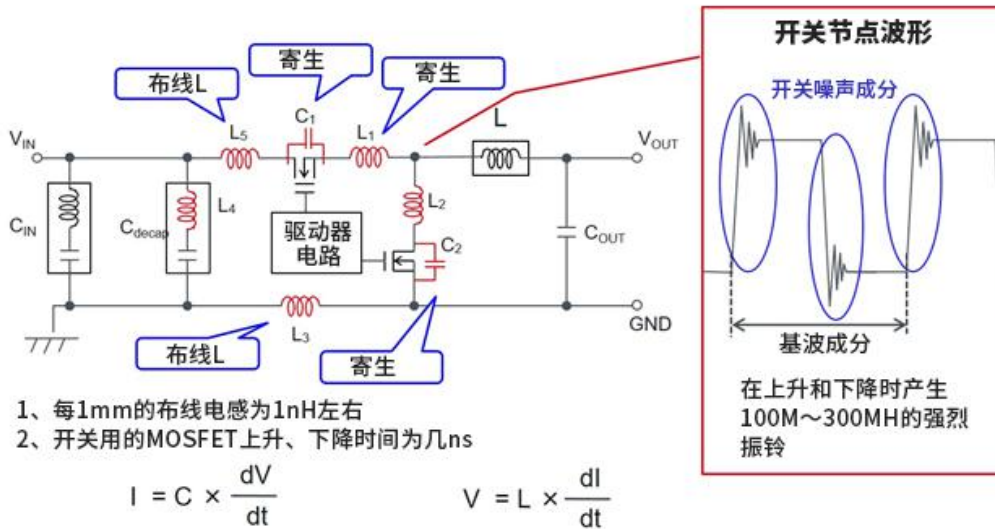 开关节点波形
寄生
寄生
布线L
开关噪声成分
C₁
L
L₅
L₁
V_IN
V_OUT
L₄
L₂
C_IN
C_decap
驱动器
电路
C₂
C_OUT
L₃
GND
布线L
寄生
基波成分
在上升和下降时产生
100M～300MH的强烈
振铃
1、每1mm的布线电感为1nH左右
2、开关用的MOSFET上升、下降时间为几ns
I = C × dV/dt
V = L × dI/dt